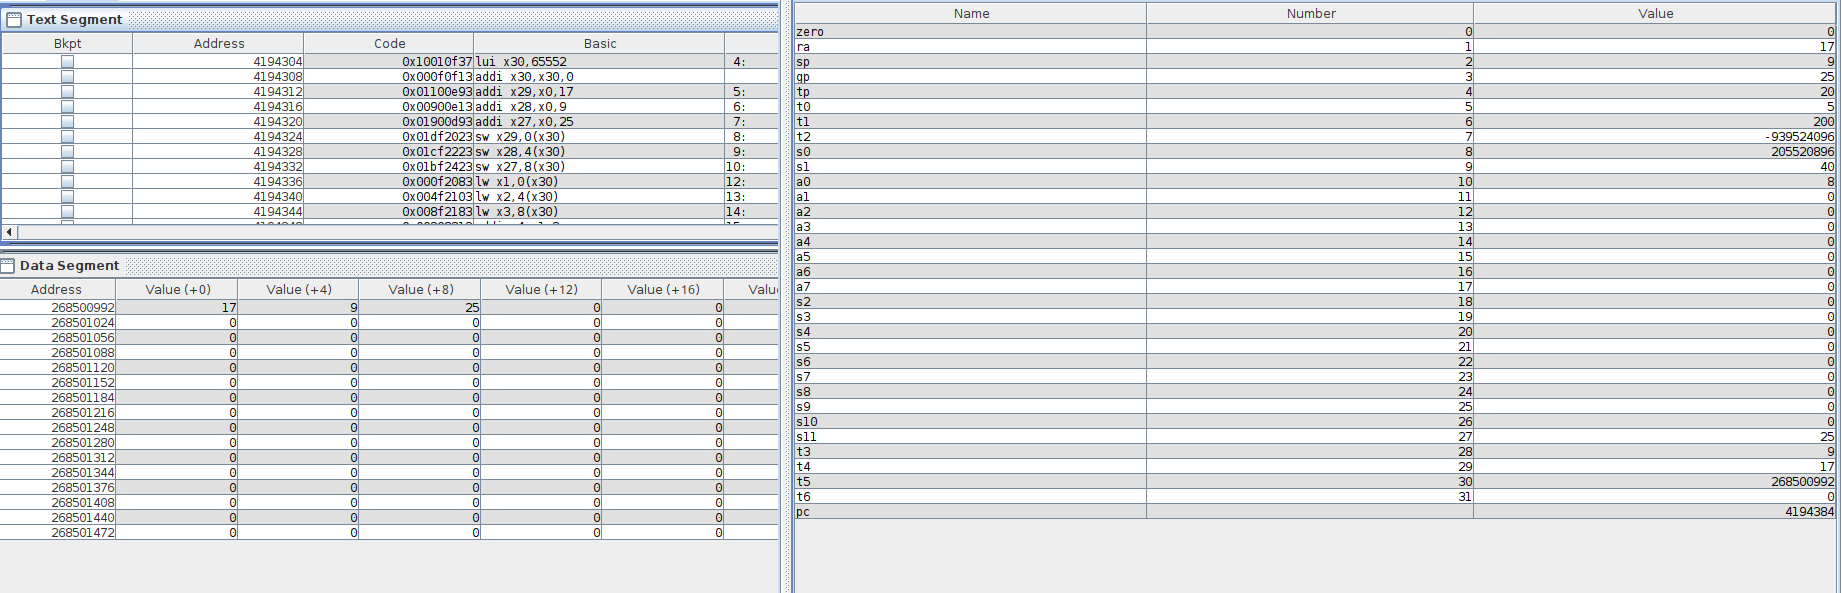 Text Segment
Bkpt Address Code Basic
4194304 0x10010f37 lui x30,65552 4:
4194308 0x000f0f13 addi x30,x30,0
4194312 0x01100e93 addi x29,x0,17 5:
4194316 0x00900e13 addi x28,x0,9 6:
4194320 0x01900d93 addi x27,x0,25 7:
4194324 0x01df2023 sw x29,0(x30) 8:
4194328 0x01cf2223 sw x28,4(x30) 9:
4194332 0x01bf2423 sw x27,8(x30) 10:
4194336 0x000f2083 lw x1,0(x30) 12:
4194340 0x004f2103 lw x2,4(x30) 13:
4194344 0x008f2183 lw x3,8(x30) 14:
Data Segment
Address Value (+0) Value (+4) Value (+8) Value (+12) Value (+16) Valu
268500992 17 9 25 0 0
268501024 0 0 0 0 0
268501056 0 0 0 0 0
268501088 0 0 0 0 0
268501120 0 0 0 0 0
268501152 0 0 0 0 0
268501184 0 0 0 0 0
268501216 0 0 0 0 0
268501248 0 0 0 0 0
268501280 0 0 0 0 0
268501312 0 0 0 0 0
268501344 0 0 0 0 0
268501376 0 0 0 0 0
268501408 0 0 0 0 0
268501440 0 0 0 0 0
268501472 0 0 0 0 0
Name Number Value
zero 0 0
ra 1 17
sp 2 9
gp 3 25
tp 4 20
t0 5 5
t1 6 200
t2 7 -939524096
s0 8 205520896
s1 9 40
a0 10 8
a1 11 0
a2 12 0
a3 13 0
a4 14 0
a5 15 0
a6 16 0
a7 17 0
s2 18 0
s3 19 0
s4 20 0
s5 21 0
s6 22 0
s7 23 0
s8 24 0
s9 25 0
s10 26 0
s11 27 25
t3 28 9
t4 29 17
t5 30 268500992
t6 31 0
pc 4194384